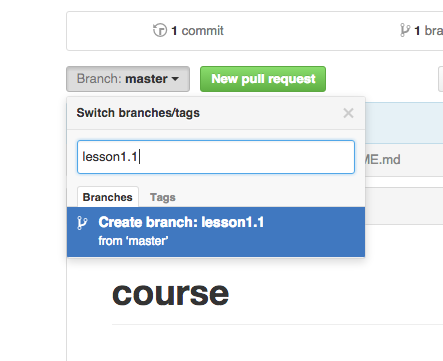 1 commit
1 bra
Branch: master
New pull request
Switch branches/tags
lesson1.1
ME.md
Branches Tags
Create branch: lesson1.1
from 'master'
course